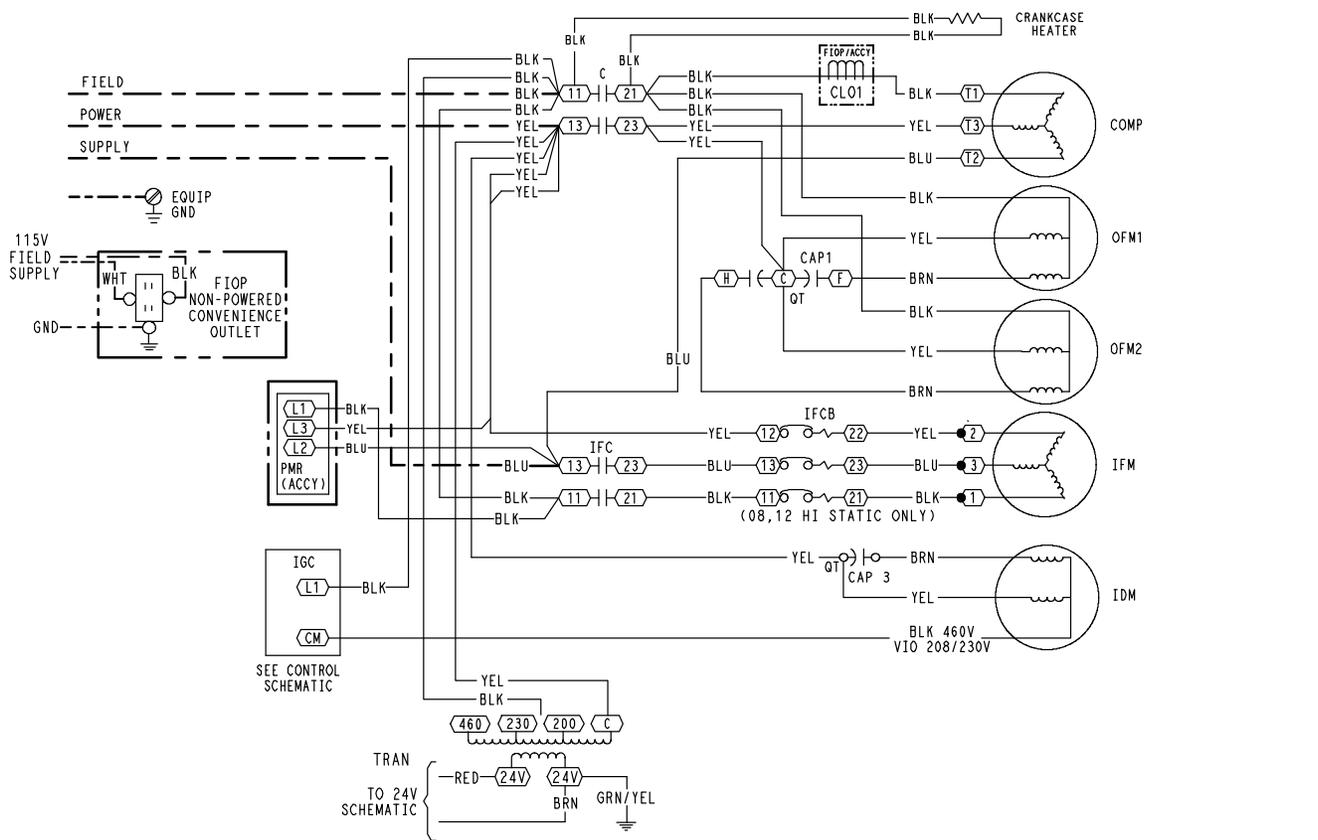 BLK
BLK
CRANKCASE
HEATER
BLK
BLK
BLK
C
FIOP/ACCY
CLO1
FIELD
BLK
BLK
BLK
11
21
BLK
BLK
BLK
BLK
T1
POWER
BLK
YEL
13
23
YEL
YEL
T3
COMP
SUPPLY
YEL
YEL
YEL
BLU
T2
YEL
YEL
EQUIP
GND
BLK
115V
FIELD
SUPPLY
WHT
BLK
FIOP
NON-POWERED
CONVENIENCE
OUTLET
GND
YEL
OFM1
CAP1
H
C
F
BRN
QT
BLK
BLU
YEL
OFM2
BRN
L1
BLK
L3
YEL
L2
BLU
PMR
(ACCY)
IFCB
YEL
12
22
YEL
2
IFC
BLU
13
23
BLU
13
23
BLU
3
IFM
BLK
11
21
BLK
11
21
BLK
1
BLK
(08,12 HI STATIC ONLY)
IGC
L1
BLK
CM
SEE CONTROL
SCHEMATIC
YEL
QT
CAP 3
BRN
YEL
IDM
BLK 460V
VIO 208/230V
YEL
BLK
460
230
200
C
TRAN
RED
24V
24V
TO 24V
SCHEMATIC
BRN
GRN/YEL